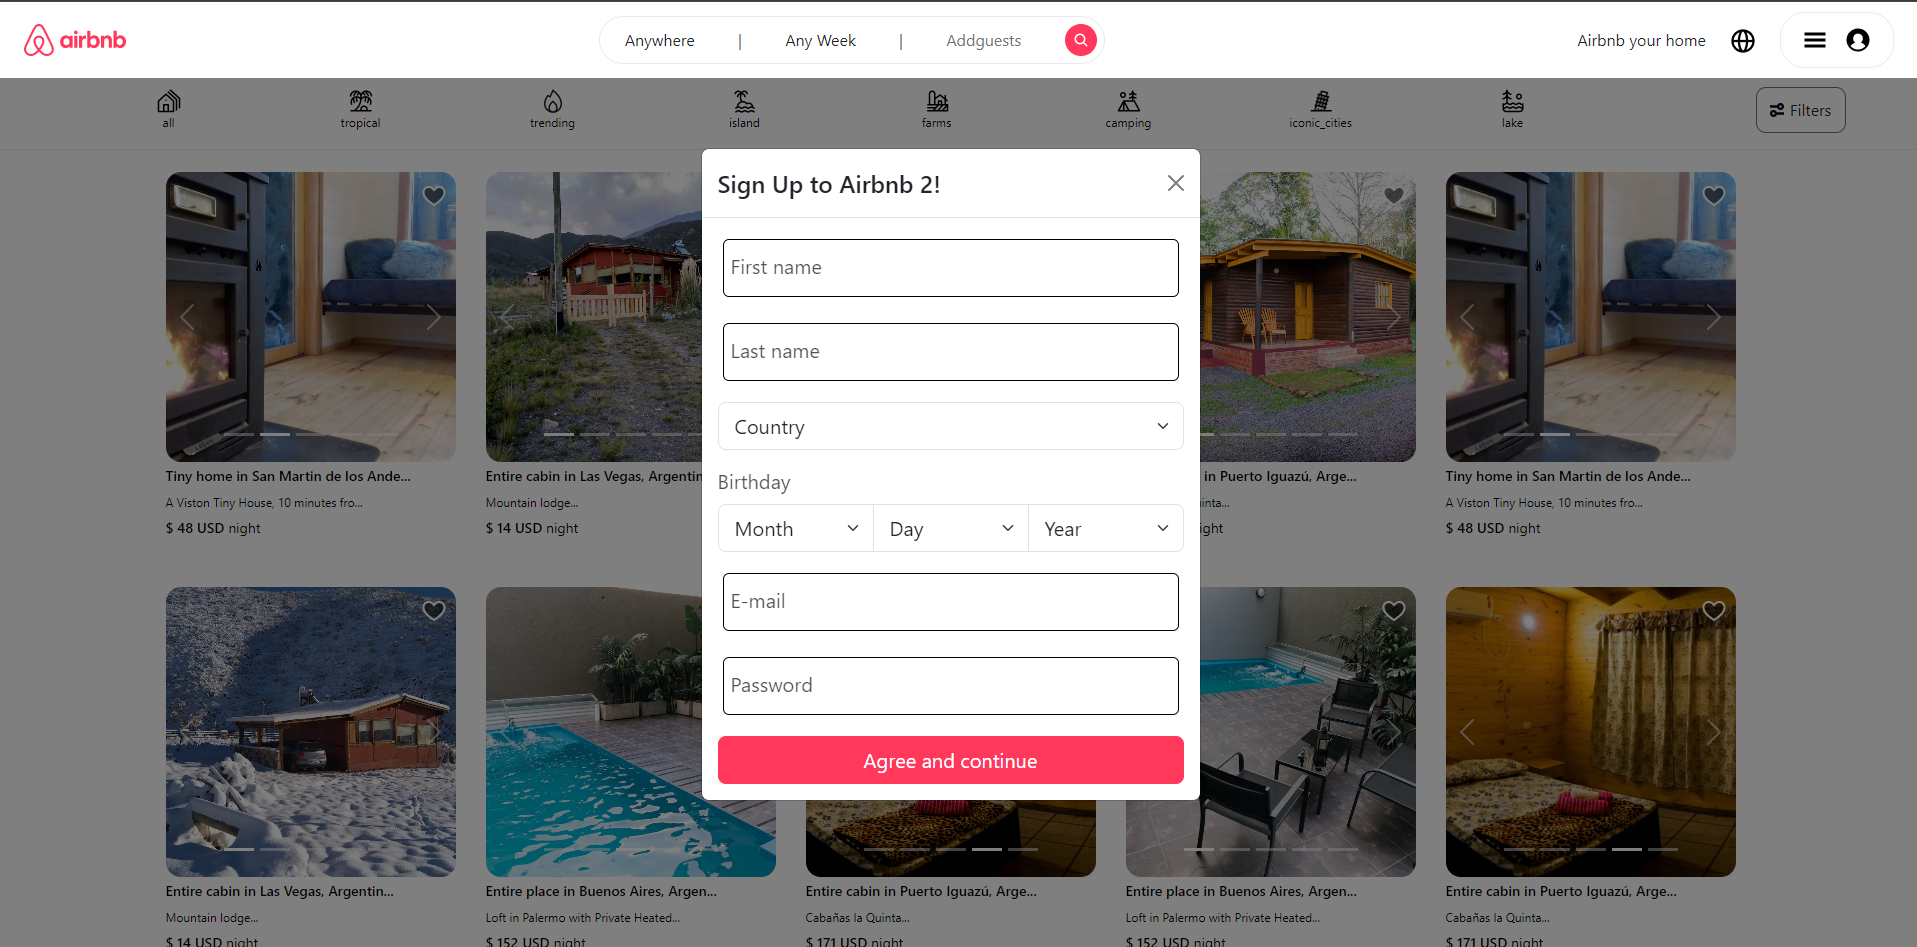 airbnb
Anywhere | Any Week | Addguests
Airbnb your home
all
tropical
trending
island
farms
camping
iconic_cities
lake
Filters
Sign Up to Airbnb 2!
First name
Last name
Country
Birthday
Month
Day
Year
E-mail
Password
Agree and continue
Tiny home in San Martin de los Ande...
A Viston Tiny House, 10 minutes fro...
$ 48 USD night
Entire cabin in Las Vegas, Argentin
Mountain lodge...
$ 14 USD night
in Puerto Iguazú, Arge...
inta...
ight
Tiny home in San Martin de los Ande...
A Viston Tiny House, 10 minutes fro...
$ 48 USD night
Entire cabin in Las Vegas, Argentin...
Mountain lodge...
$ 14 USD night
Entire place in Buenos Aires, Argen...
Loft in Palermo with Private Heated...
$ 152 USD night
Entire cabin in Puerto Iguazú, Arge...
Cabañas la Quinta...
$ 171 USD night
Entire place in Buenos Aires, Argen...
Loft in Palermo with Private Heated...
$ 152 USD night
Entire cabin in Puerto Iguazú, Arge...
Cabañas la Quinta...
$ 171 USD night